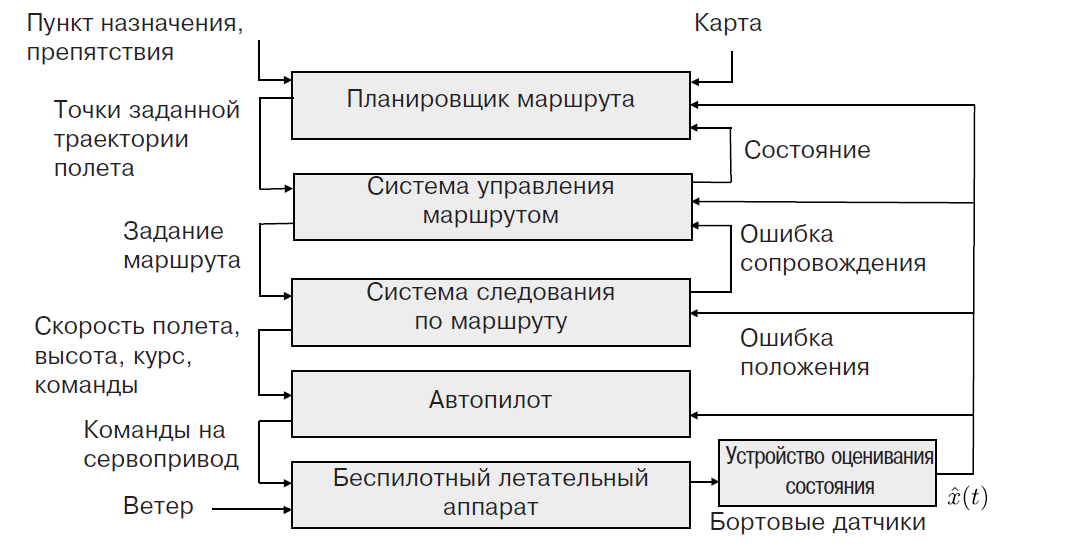 Пункт назначения,
препятствия
Карта
Планировщик маршрута
Точки заданной
траектории
полета
Состояние
Система управления
маршрутом
Задание
маршрута
Ошибка
сопровождения
Система следования
по маршруту
Скорость полета,
высота, курс,
команды
Ошибка
положения
Автопилот
Команды на
сервопривод
Беспилотный летательный
аппарат
Устройство оценивания
состояния
x̂(t)
Ветер
Бортовые датчики